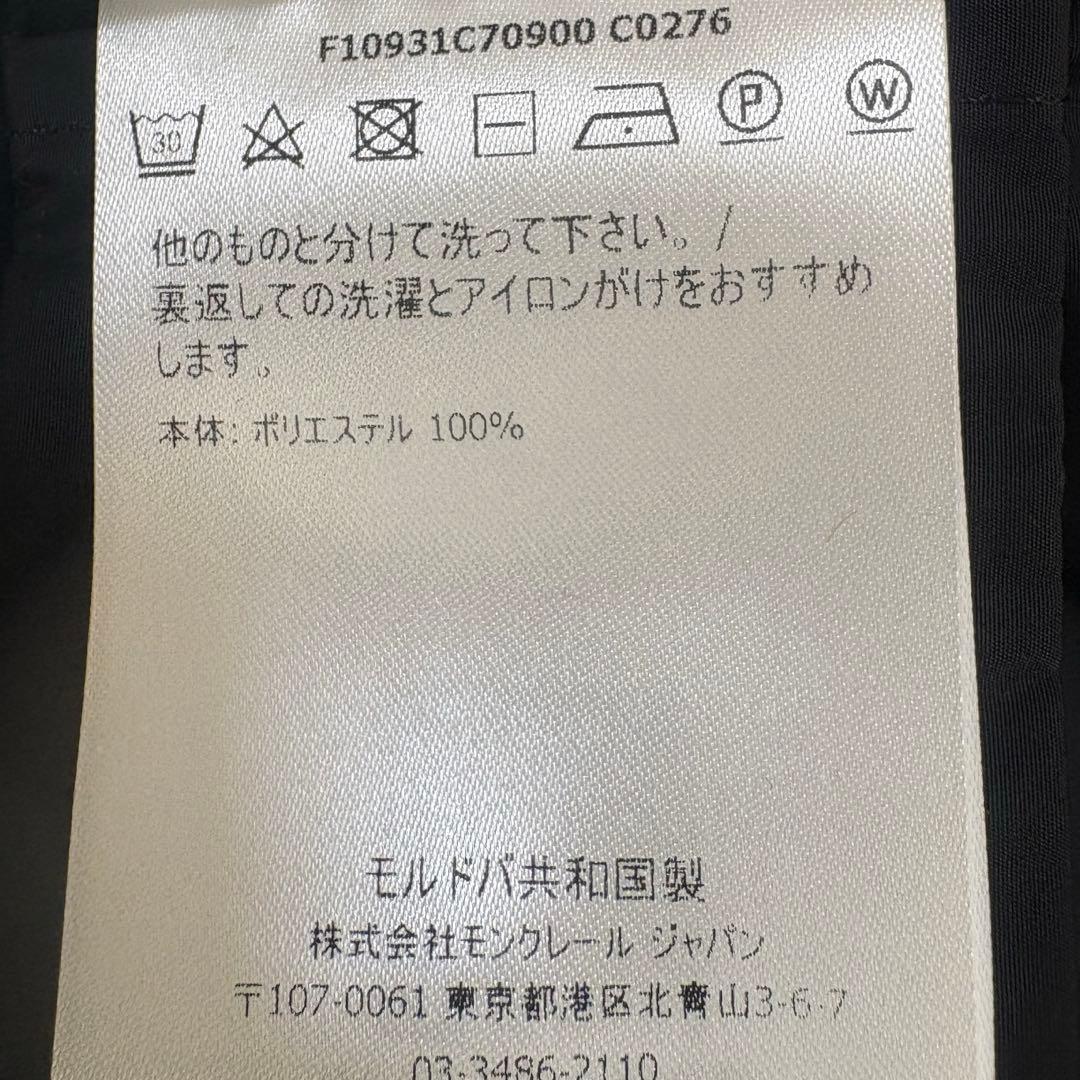 F10931C70900 C0276
30 P W
他のものと分けて洗って下さい。/
裏返しての洗濯とアイロンがけをおすすめ
します。
本体: ポリエステル 100%
モルドバ共和国製
株式会社モンクレール ジャパン
〒107-0061 東京都港区北青山3-6-7
03-3486-2110